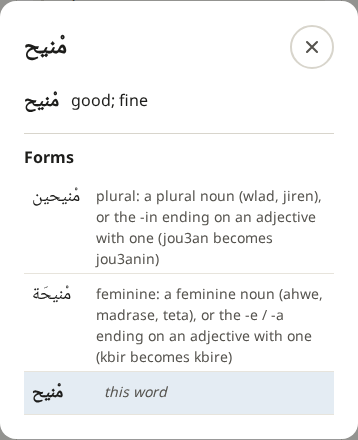 مْنيح
مْنيح good; fine
Forms
مْنيحين plural: a plural noun (wlad, jiren),
or the -in ending on an adjective
with one (jou3an becomes
jou3anin)
مْنيحَة feminine: a feminine noun (ahwe,
madrase, teta), or the -e / -a
ending on an adjective with one
(kbir becomes kbire)
مْنيح this word